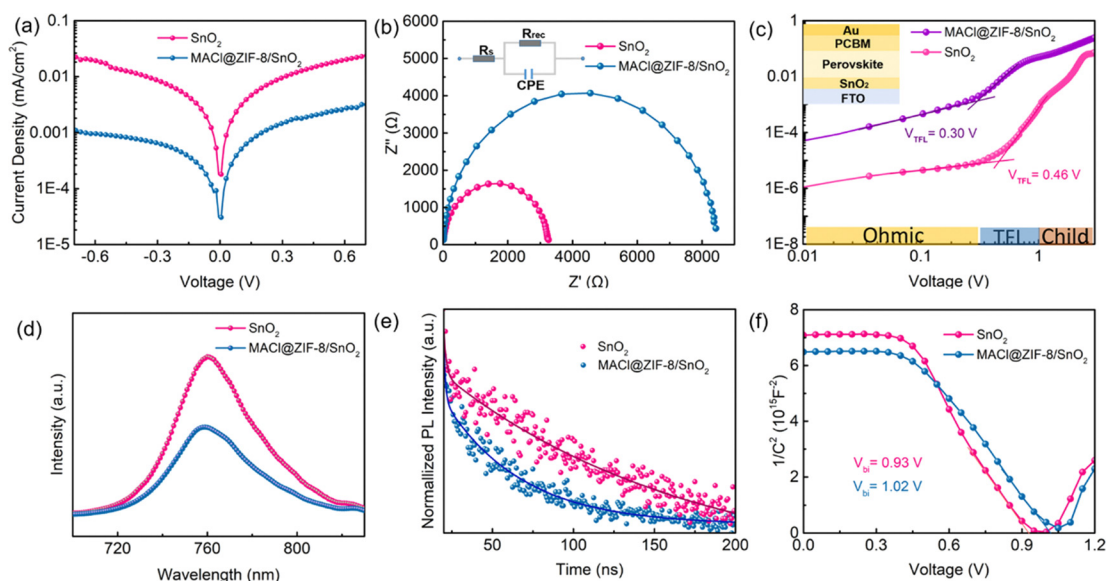 (a)
Current Density (mA/cm²)
0.1
0.01
0.001
1E-4
1E-5
-0.6
-0.3
0.0
0.3
0.6
Voltage (V)
SnO₂
MACl@ZIF-8/SnO₂
(b)
Z'' (Ω)
6000
5000
4000
3000
2000
1000
0
0
2000
4000
6000
8000
Z' (Ω)
Rₛ
Rrec
CPE
SnO₂
MACl@ZIF-8/SnO₂
(c)
1
0.01
1E-4
1E-6
1E-8
0.01
0.1
1
Voltage (V)
Au
PCBM
Perovskite
SnO₂
FTO
MACl@ZIF-8/SnO₂
SnO₂
V_TFL = 0.30 V
V_TFL = 0.46 V
Ohmic
TFL
Child
(d)
Intensity (a.u.)
720
760
800
Wavelength (nm)
SnO₂
MACl@ZIF-8/SnO₂
(e)
Normalized PL Intensity (a.u.)
50
100
150
200
Time (ns)
SnO₂
MACl@ZIF-8/SnO₂
(f)
1/C² (10¹⁵F⁻²)
8
6
4
2
0
0.0
0.3
0.6
0.9
1.2
Voltage (V)
SnO₂
MACl@ZIF-8/SnO₂
V_bi= 0.93 V
V_bi= 1.02 V